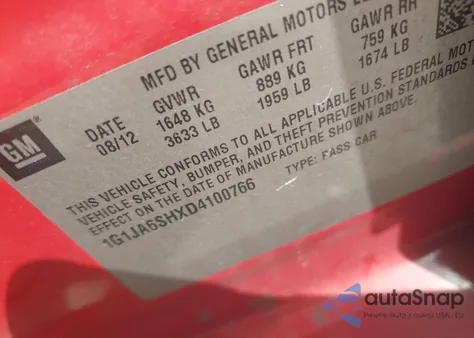 MFD BY GENERAL MOTORS
DATE GVWR GAWR FRT GAWR RR
08/12 1648 KG 889 KG 759 KG
3633 LB 1959 LB 1674 LB
GM
THIS VEHICLE CONFORMS TO ALL APPLICABLE U.S. FEDERAL MOTOR
VEHICLE SAFETY, BUMPER, AND THEFT PREVENTION STANDARDS
EFFECT ON THE DATE OF MANUFACTURE SHOWN ABOVE.
1G1JA6SHXD4100766 TYPE: PASS CAR
autoSnap